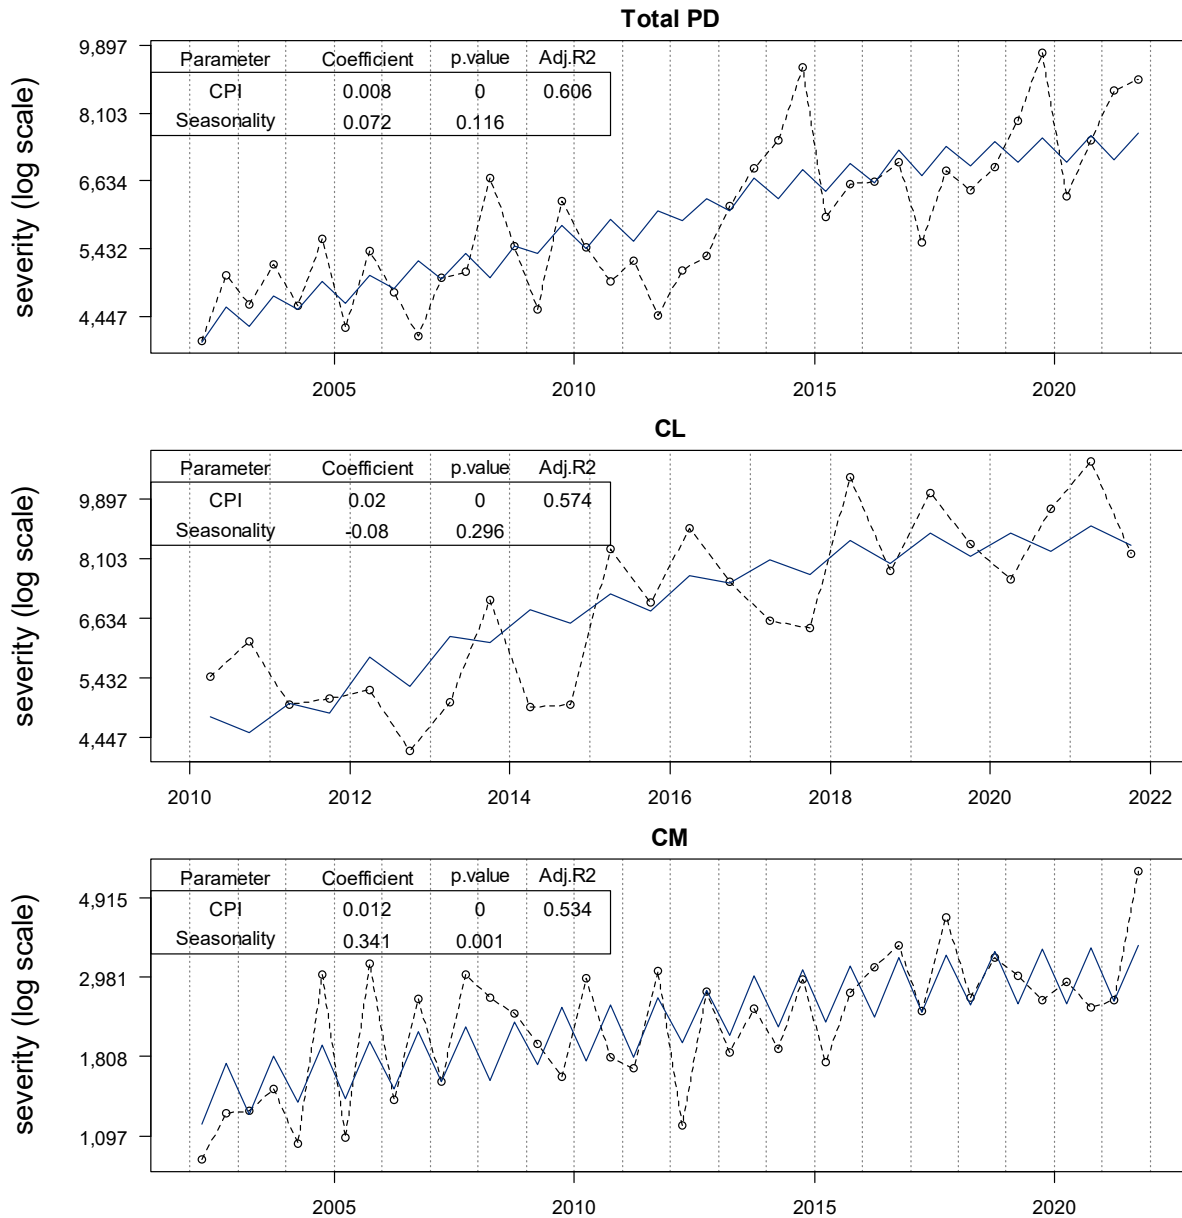 Total PD
severity (log scale)
9,897
8,103
6,634
5,432
4,447
Parameter Coefficient p.value Adj.R2
CPI 0.008 0 0.606
Seasonality 0.072 0.116
2005 2010 2015 2020
CL
severity (log scale)
9,897
8,103
6,634
5,432
4,447
Parameter Coefficient p.value Adj.R2
CPI 0.02 0 0.574
Seasonality -0.08 0.296
2010 2012 2014 2016 2018 2020 2022
CM
severity (log scale)
4,915
2,981
1,808
1,097
Parameter Coefficient p.value Adj.R2
CPI 0.012 0 0.534
Seasonality 0.341 0.001
2005 2010 2015 2020